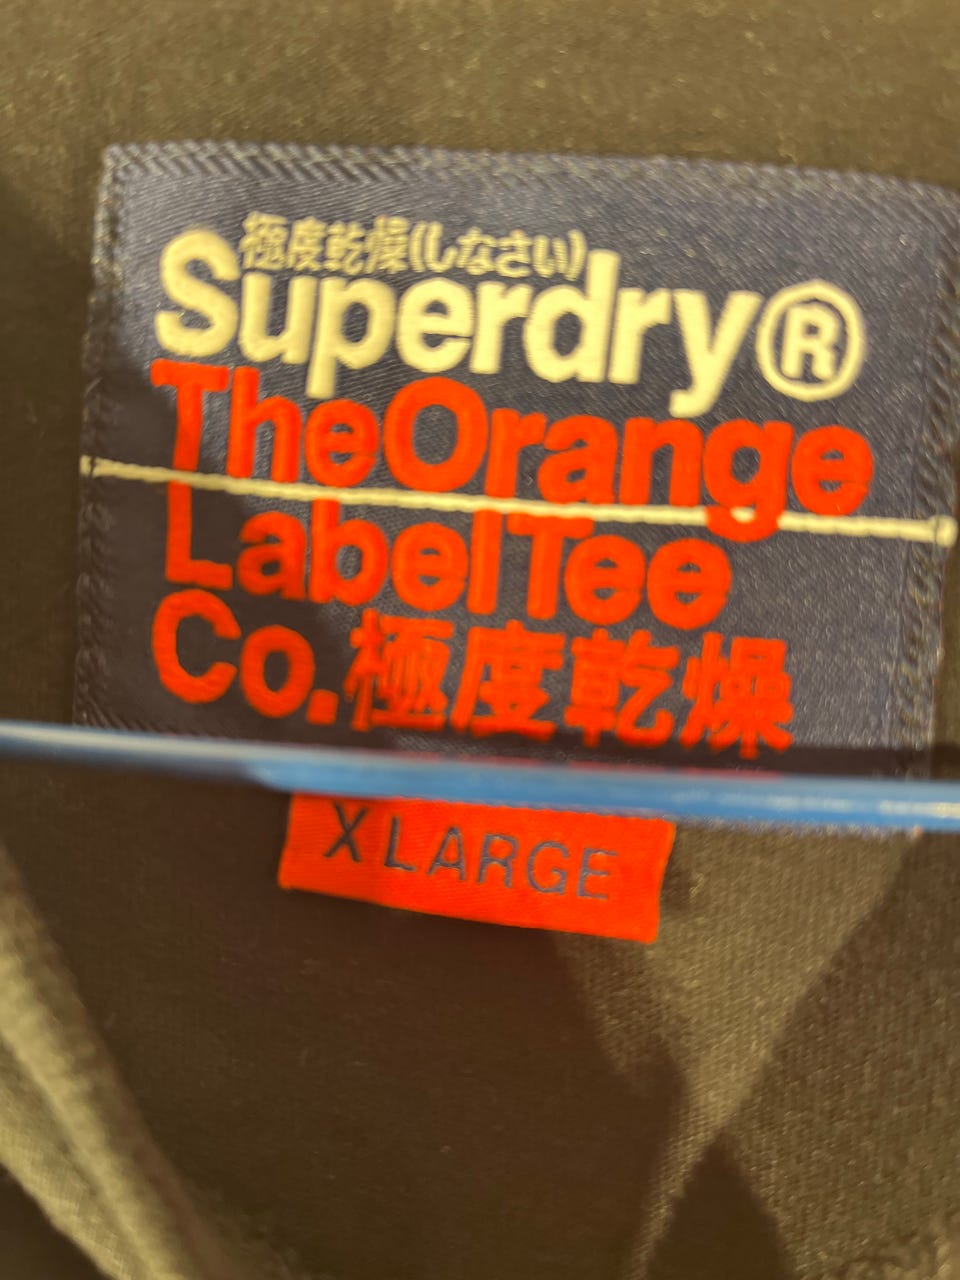 極度乾燥(しなさい)
Superdry®
The Orange
Label Tee
Co.極度乾燥
X LARGE